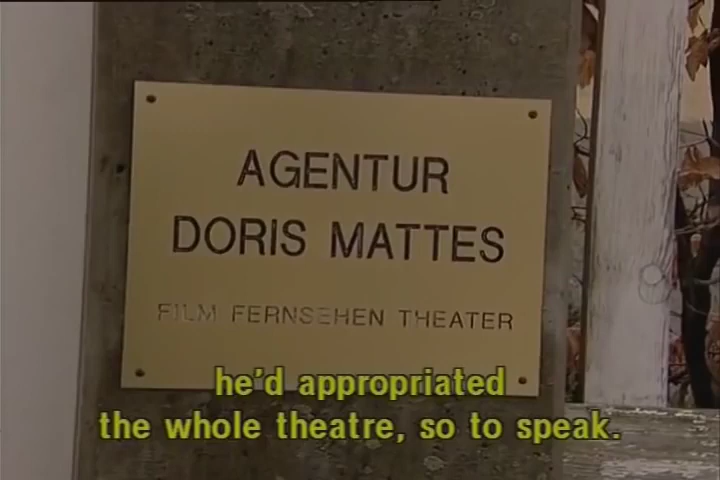 AGENTUR
DORIS MATTES
FILM FERNSEHEN THEATER
he'd appropriated
the whole theatre, so to speak.